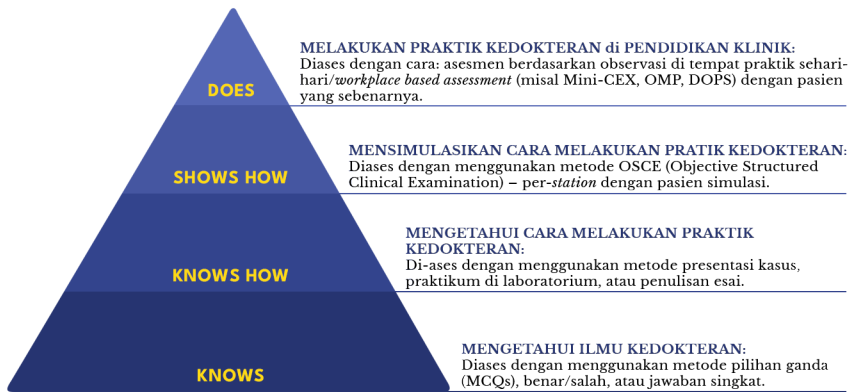 MELAKUKAN PRAKTIK KEDOKTERAN di PENDIDIKAN KLINIK:
Diases dengan cara: asesmen berdasarkan observasi di tempat praktik sehari-
hari/workplace based assessment (misal Mini-CEX, OMP, DOPS) dengan pasien
yang sebenarnya.
DOES
MENSIMULASIKAN CARA MELAKUKAN PRATIK KEDOKTERAN:
Diases dengan menggunakan metode OSCE (Objective Structured
Clinical Examination) – per-station dengan pasien simulasi.
SHOWS HOW
MENGETAHUI CARA MELAKUKAN PRAKTIK
KEDOKTERAN:
Di-ases dengan menggunakan metode presentasi kasus,
praktikum di laboratorium, atau penulisan esai.
KNOWS HOW
MENGETAHUI ILMU KEDOKTERAN:
Diases dengan menggunakan metode pilihan ganda
(MCQs), benar/salah, atau jawaban singkat.
KNOWS